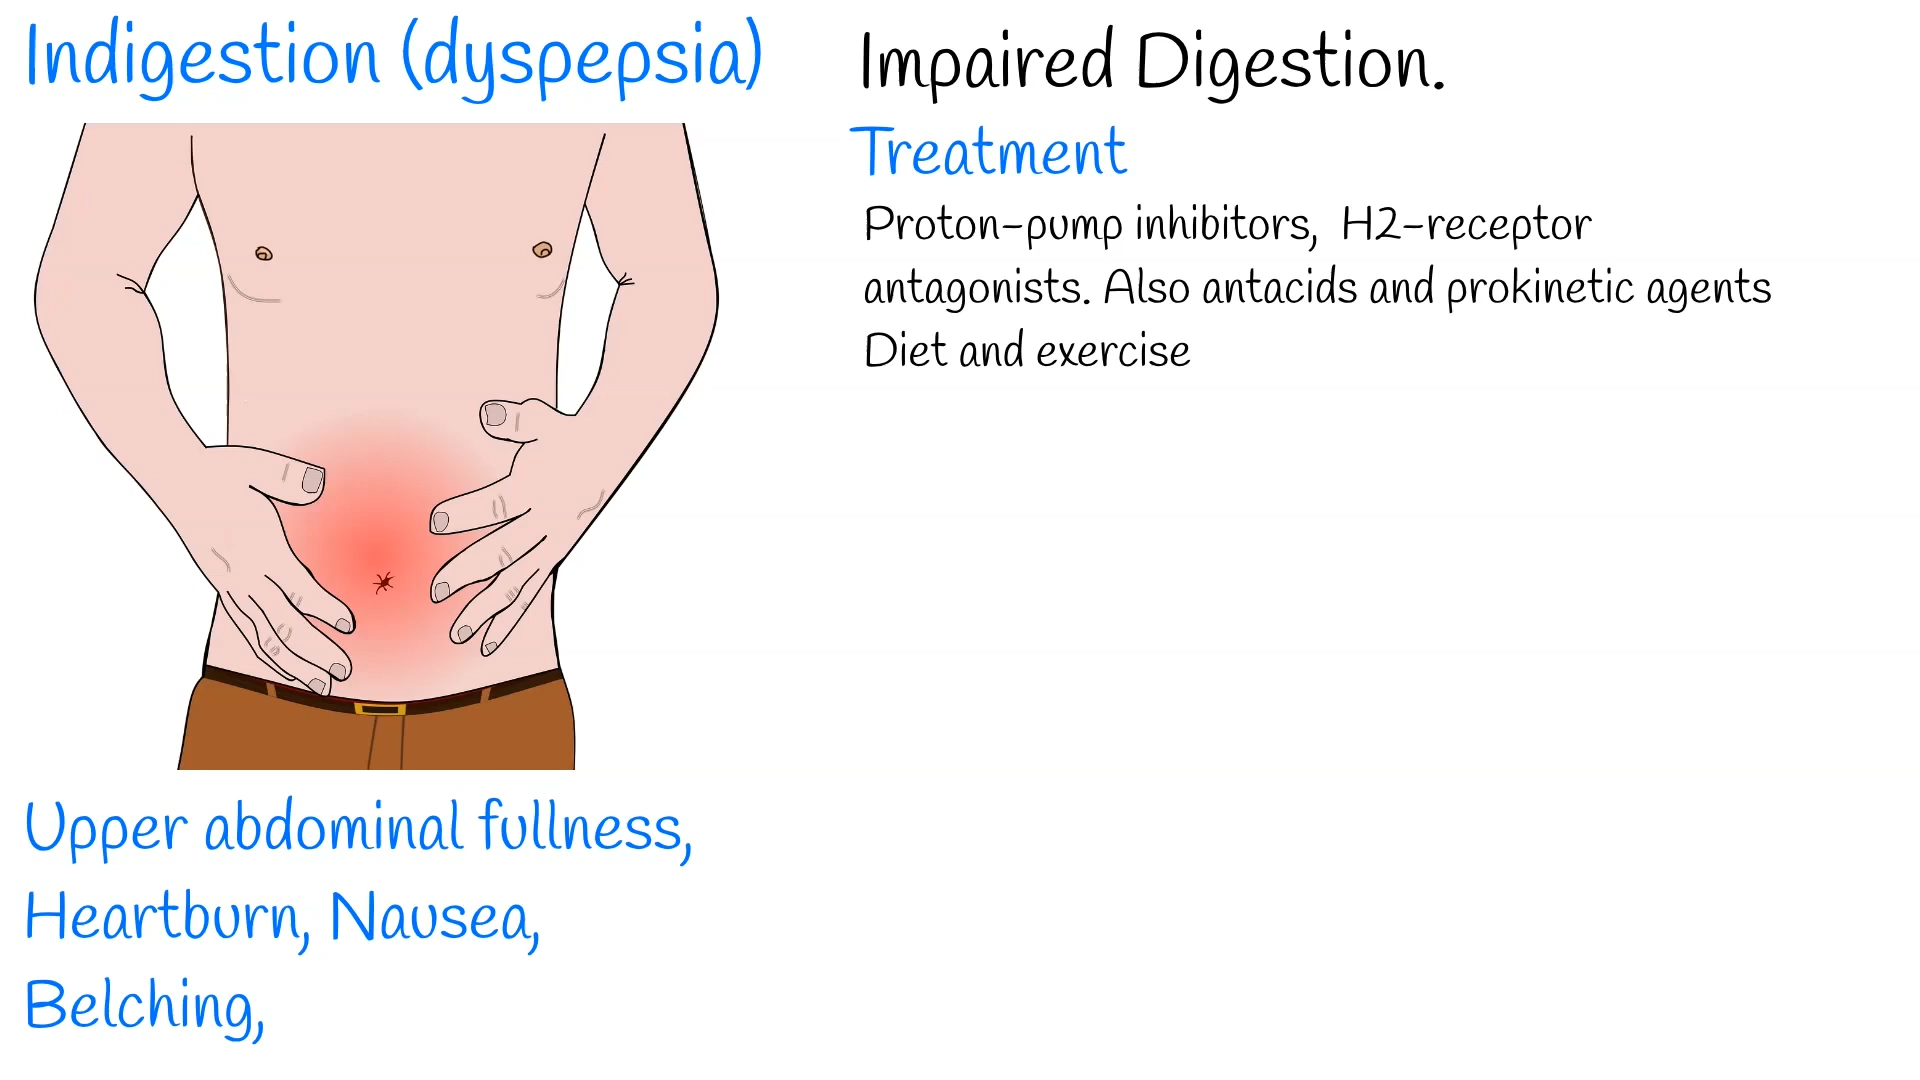 Indigestion (dyspepsia)
Impaired Digestion.
Treatment
Proton-pump inhibitors, H2-receptor
antagonists. Also antacids and prokinetic agents
Diet and exercise
Upper abdominal fullness,
Heartburn, Nausea,
Belching,